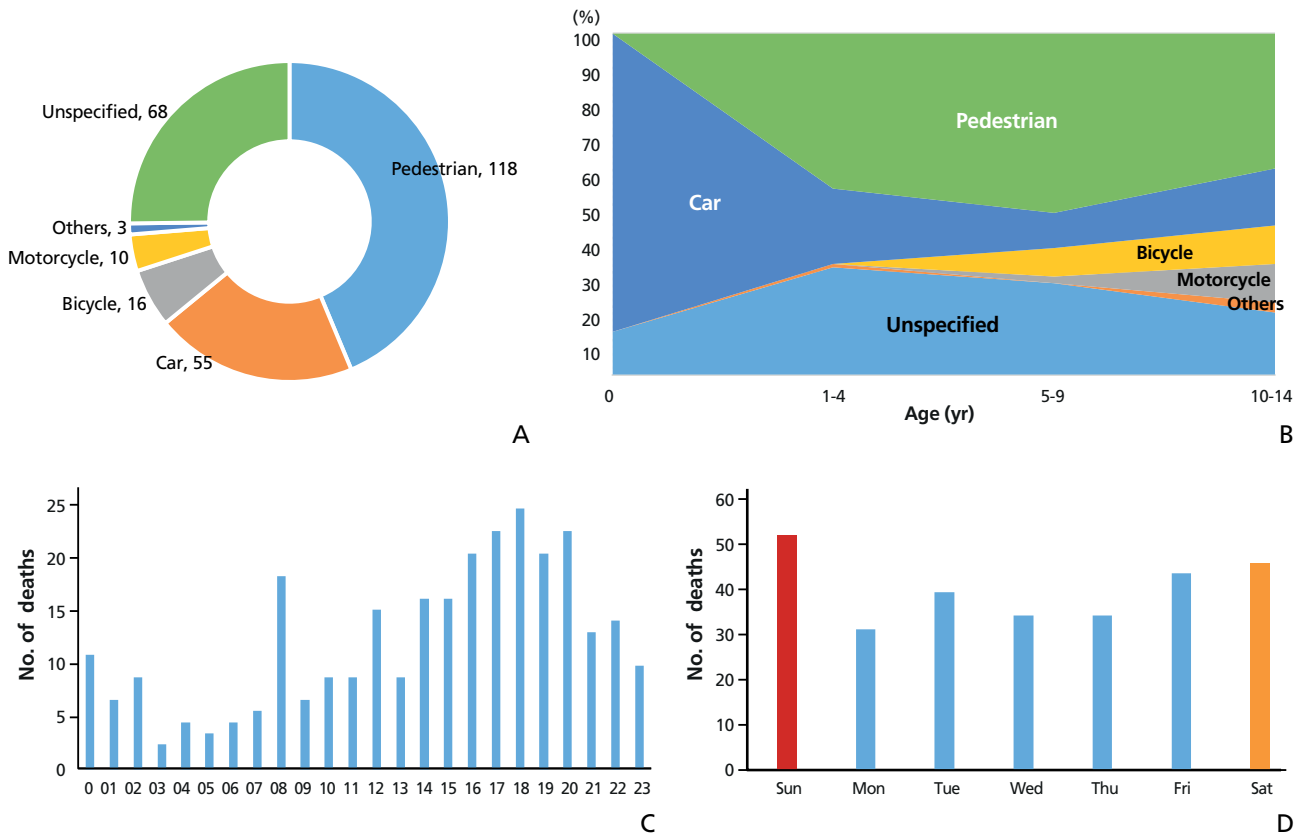 Unspecified, 68
Pedestrian, 118
Others, 3
Motorcycle, 10
Bicycle, 16
Car, 55
A
(%)
100
90
80
70
60
50
40
30
20
10
Pedestrian
Car
Bicycle
Motorcycle
Others
Unspecified
0 1-4 5-9 10-14
Age (yr)
B
No. of deaths
25
20
15
10
5
0
0 01 02 03 04 05 06 07 08 09 10 11 12 13 14 15 16 17 18 19 20 21 22 23
C
No. of deaths
60
50
40
30
20
10
0
Sun Mon Tue Wed Thu Fri Sat
D